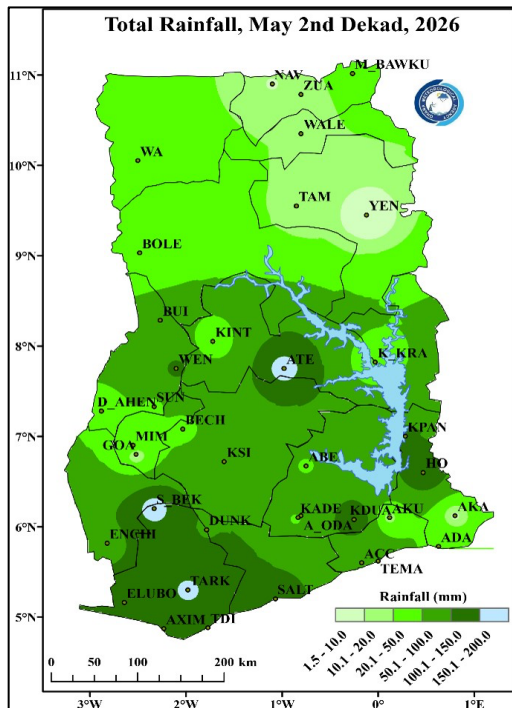 Total Rainfall, May 2nd Dekad, 2026
11°N
10°N
9°N
8°N
7°N
6°N
5°N
M_BAWKU
NAV
ZUA
WALE
WA
TAM
YEN
BOLE
BUI
KINT
WEN
ATE
K_KRA
D_AHEN
SUN
BECH
KPAN
GOA
MIM
KSI
ABE
HO
S_BEK
KADE
KDUA
AKU
AKA
DUNK
A_ODA
ENCHI
ADA
ACC
TEMA
ELUBO
TARK
SALT
AXIM
TDI
Rainfall (mm)
1.5 - 10.0
10.1 - 20.0
20.1 - 50.0
50.1 - 100.0
100.1 - 150.0
150.1 - 200.0
0 50 100 200 km
3°W 2°W 1°W 0° 1°E